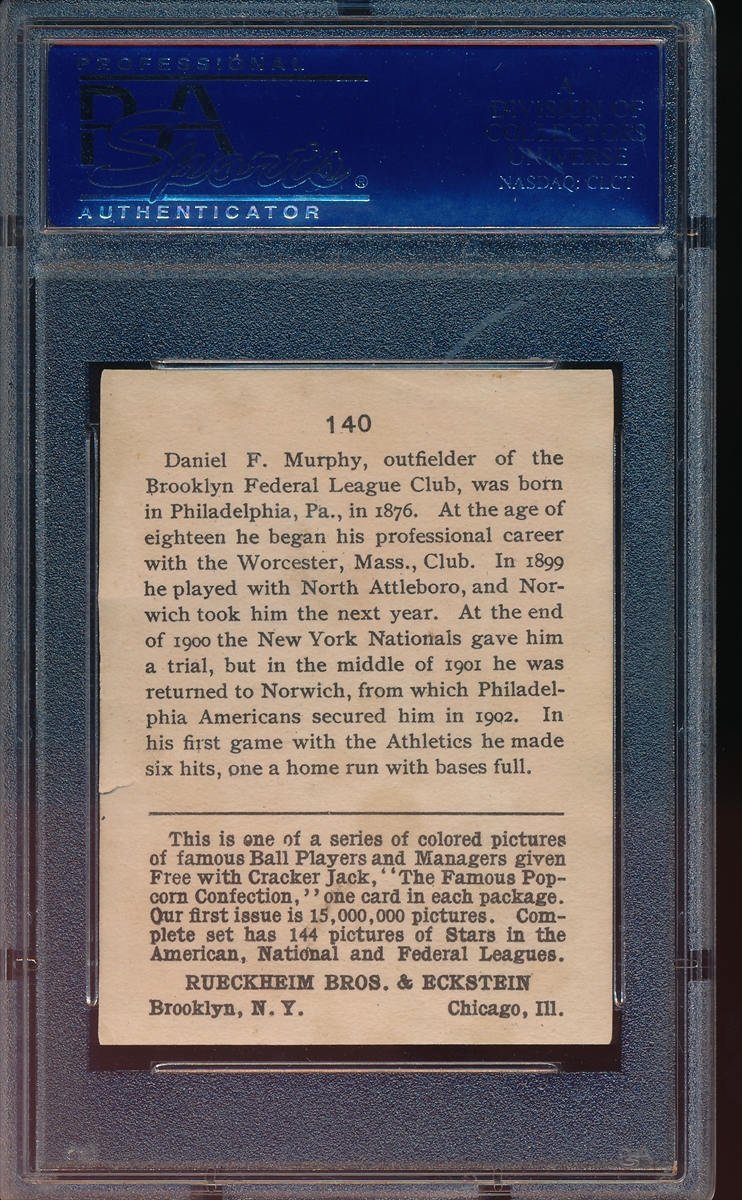 PROFESSIONAL
PSA
Sports ®
AUTHENTICATOR
A
DIVISION OF
COLLECTORS
UNIVERSE
NASDAQ: CLCT
140
Daniel F. Murphy, outfielder of the
Brooklyn Federal League Club, was born
in Philadelphia, Pa., in 1876. At the age of
eighteen he began his professional career
with the Worcester, Mass., Club. In 1899
he played with North Attleboro, and Nor-
wich took him the next year. At the end
of 1900 the New York Nationals gave him
a trial, but in the middle of 1901 he was
returned to Norwich, from which Philadel-
phia Americans secured him in 1902. In
his first game with the Athletics he made
six hits, one a home run with bases full.
This is one of a series of colored pictures
of famous Ball Players and Managers given
Free with Cracker Jack, "The Famous Pop-
corn Confection," one card in each package.
Our first issue is 15,000,000 pictures. Com-
plete set has 144 pictures of Stars in the
American, National and Federal Leagues.
RUECKHEIM BROS. & ECKSTEIN
Brooklyn, N. Y. Chicago, Ill.